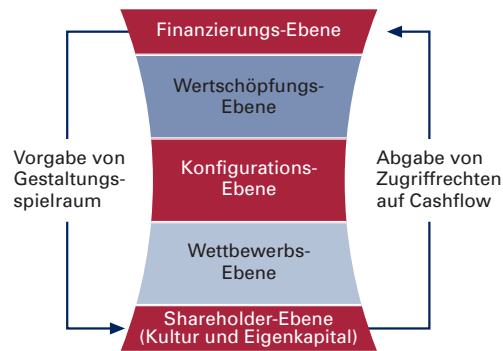 Finanzierungs-Ebene
Wertschöpfungs-
Ebene
Vorgabe von
Gestaltungs-
spielraum
Konfigurations-
Ebene
Abgabe von
Zugriffrechten
auf Cashflow
Wettbewerbs-
Ebene
Shareholder-Ebene
(Kultur und Eigenkapital)